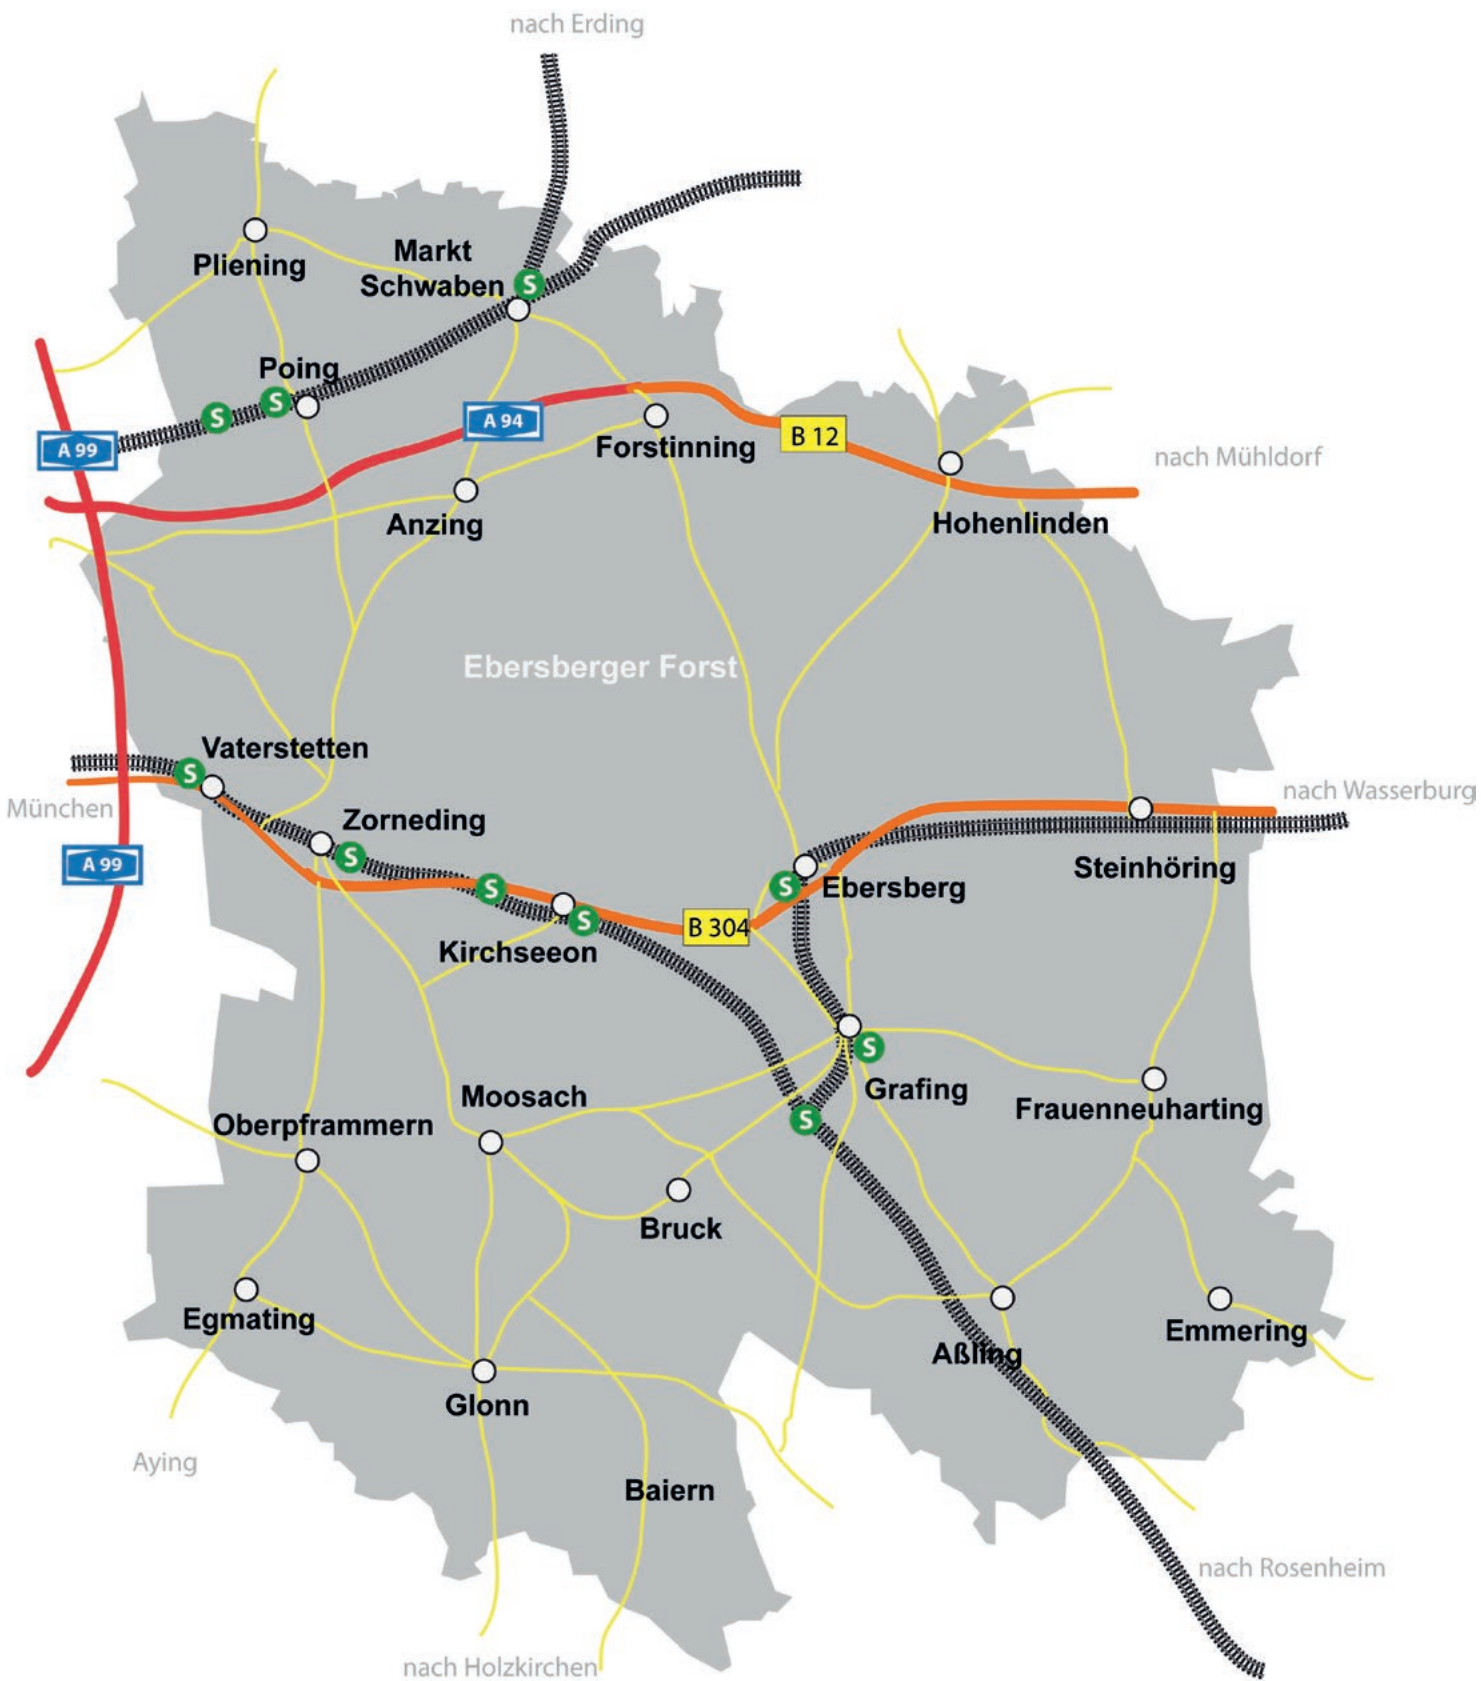 nach Erding
Markt
Schwaben
S
Pliening
Poing
S
S
A 94
A 99
B 12
Forstinning
nach Mühldorf
Anzing
Hohenlinden
Ebersberger Forst
Vaterstetten
S
nach Wasserburg
München
Zorneding
S
A 99
Steinhöring
S
S
Ebersberg
S
B 304
Kirchseeon
S
Grafing
Moosach
Frauenneuharting
Oberpframmern
S
Bruck
Egmating
Emmering
Aßling
Glonn
Aying
Baiern
nach Rosenheim
nach Holzkirchen